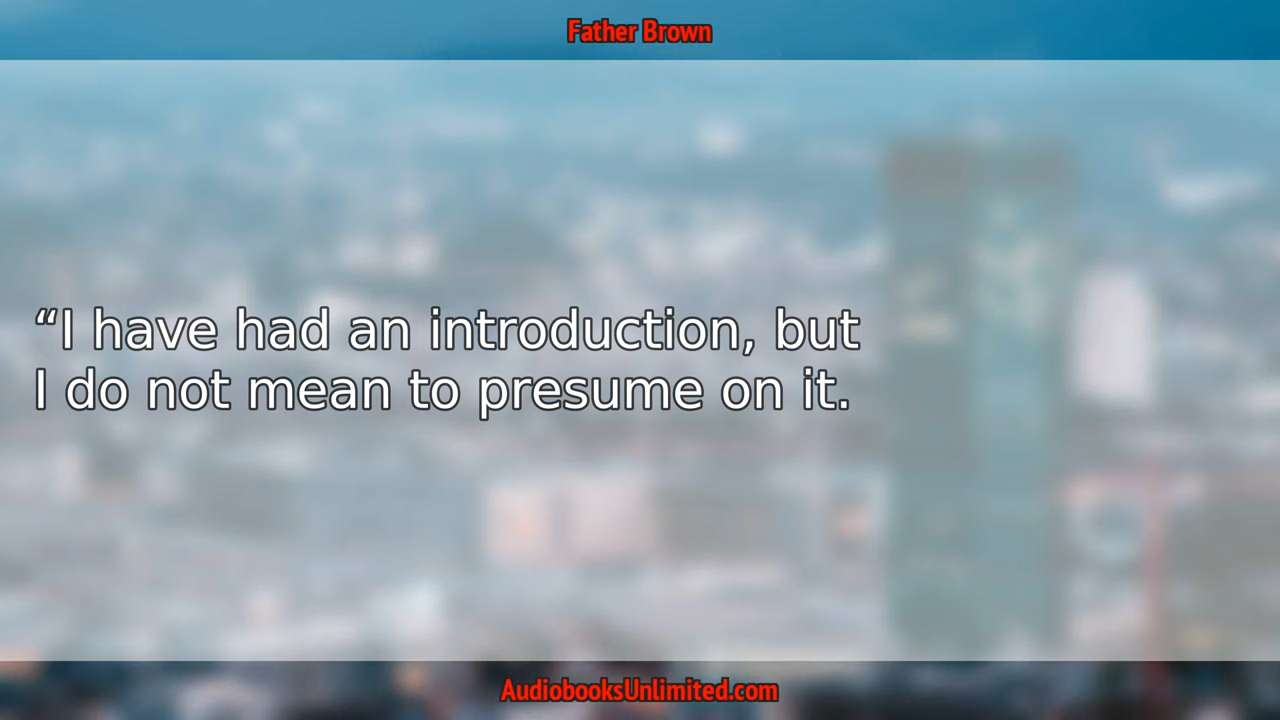 Father Brown
“I have had an introduction, but
I do not mean to presume on it.
AudiobooksUnlimited.com